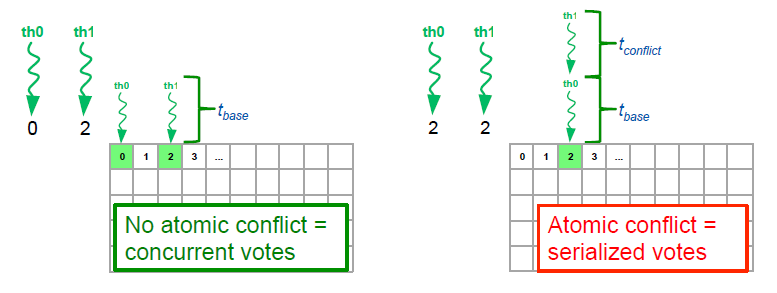 th0 th1
0 2
th0 th1
t_base
0 1 2 3 ...
No atomic conflict =
concurrent votes
th0 th1
2 2
th1
t_conflict
th0
t_base
0 1 2 3 ...
Atomic conflict =
serialized votes